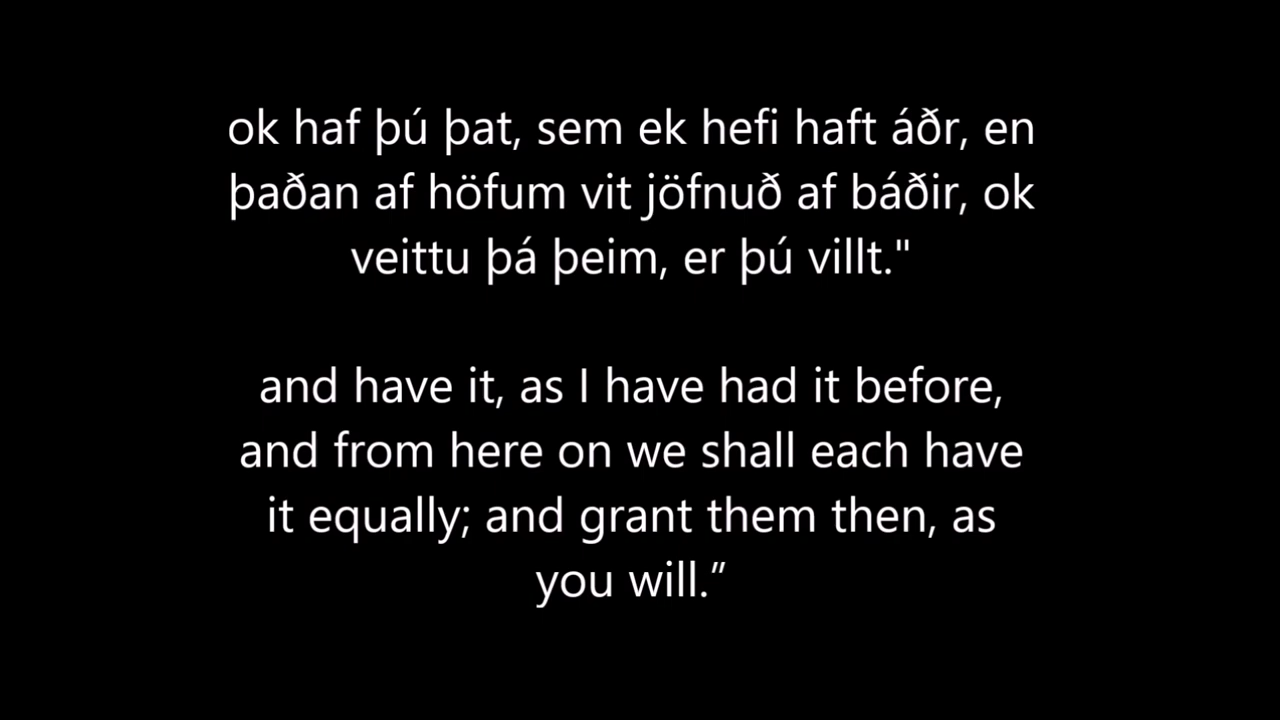 ok haf þú þat, sem ek hefi haft áðr, en
þaðan af höfum vit jöfnuð af báðir, ok
veittu þá þeim, er þú villt."
and have it, as I have had it before,
and from here on we shall each have
it equally; and grant them then, as
you will.”